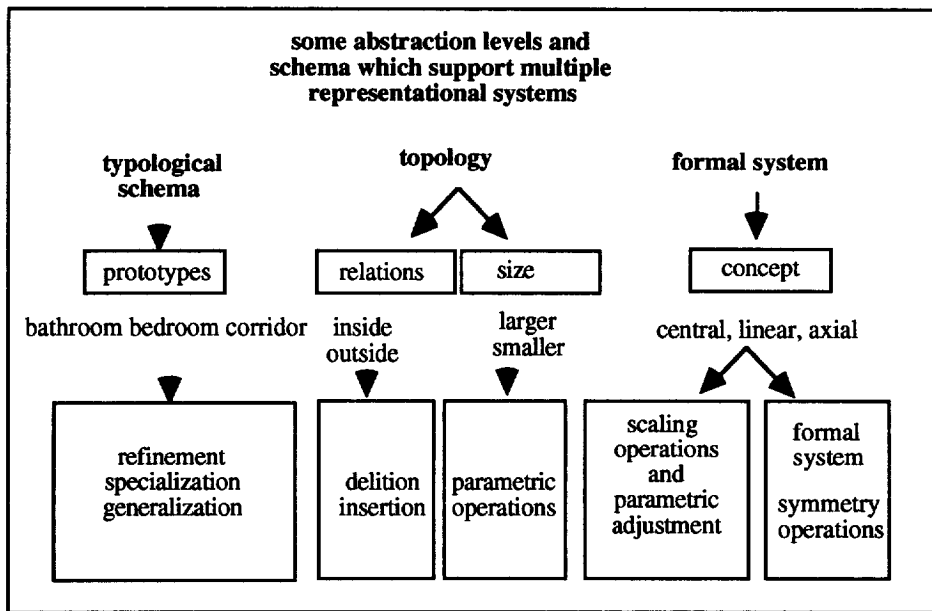 some abstraction levels and
schema which support multiple
representational systems
typological
schema
topology
formal system
prototypes
relations
size
concept
bathroom bedroom corridor
inside
outside
larger
smaller
central, linear, axial
refinement
specialization
generalization
delition
insertion
parametric
operations
scaling
operations
and
parametric
adjustment
formal
system
symmetry
operations